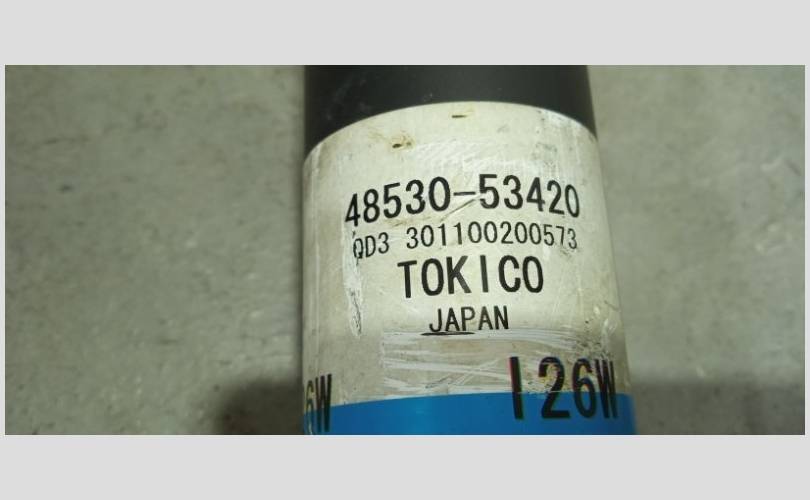 48530-53420
QD3 301100200573
TOKICO
JAPAN
6W I26W